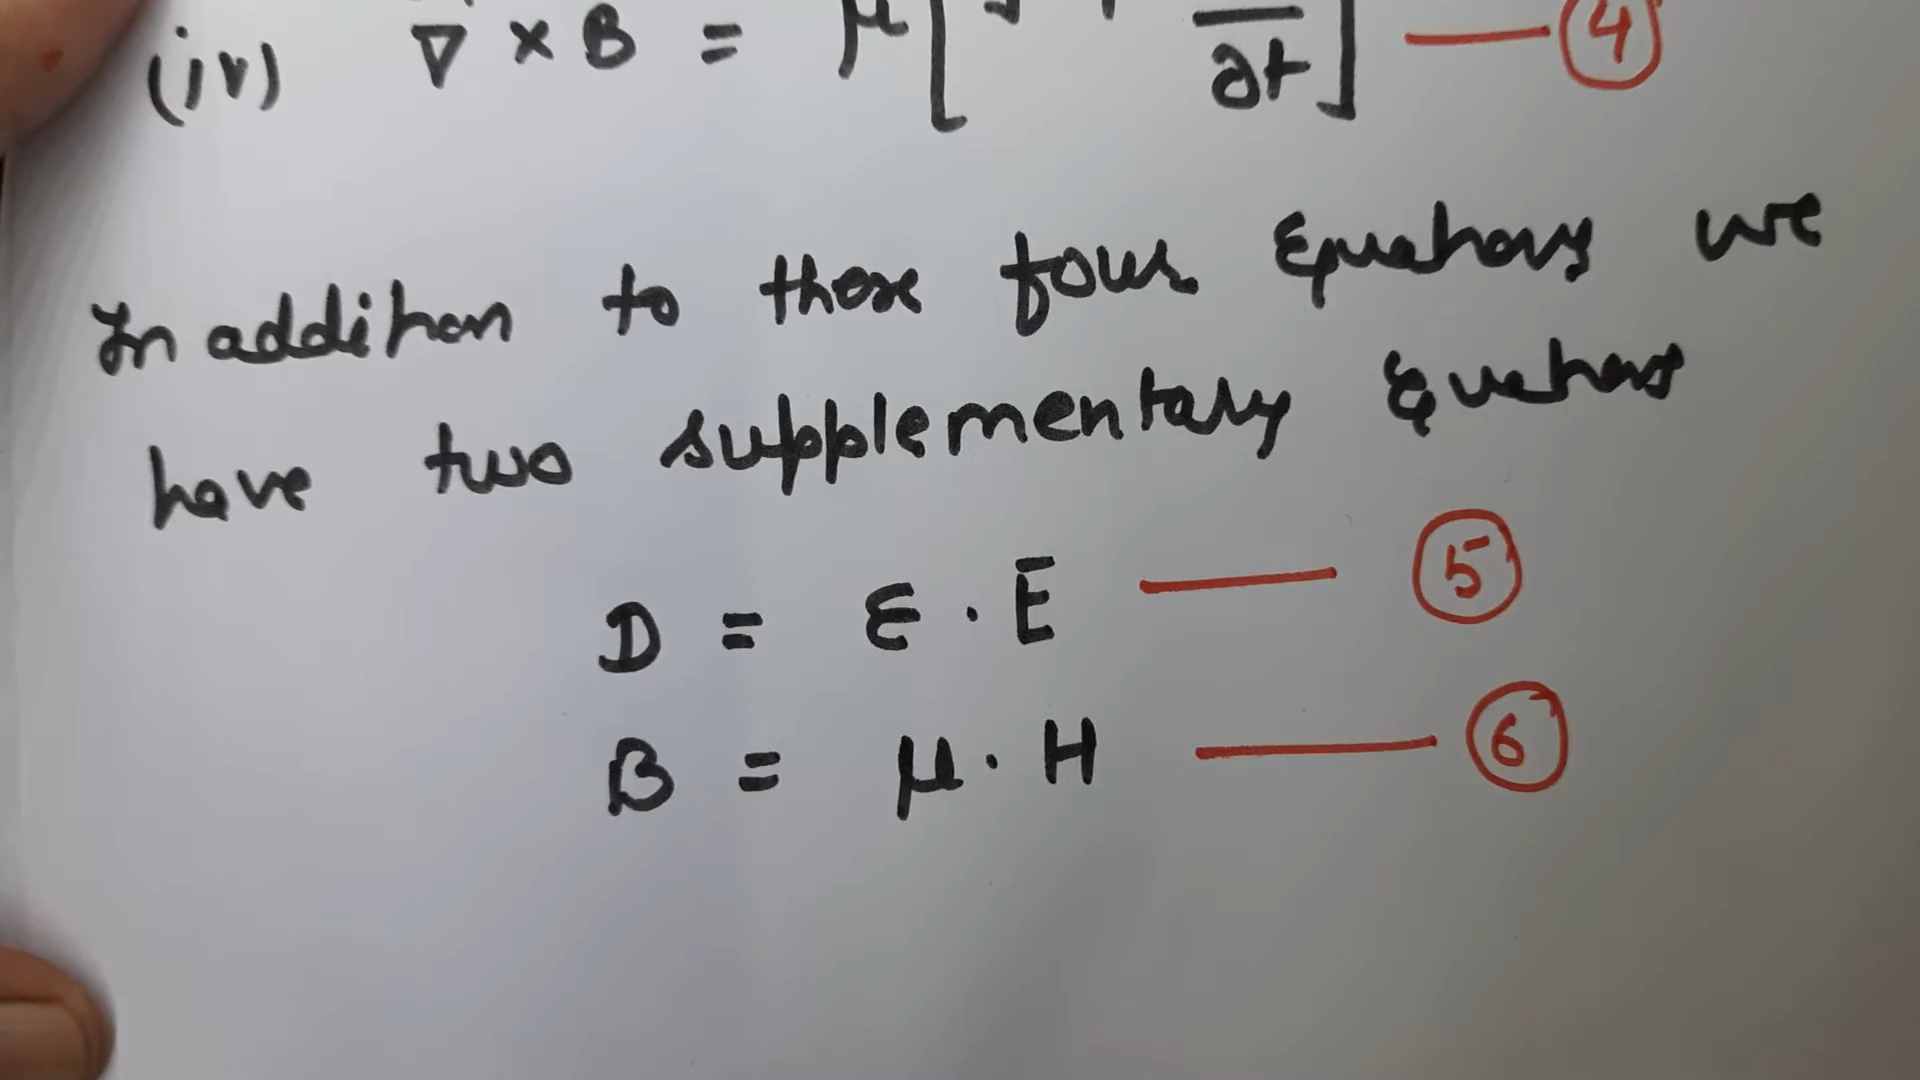 (iv) ∇ × B = μ [ ∂t ] — 4
In addition to these four Equations we
have two supplementary Equations
D = ε · E — 5
B = μ · H — 6